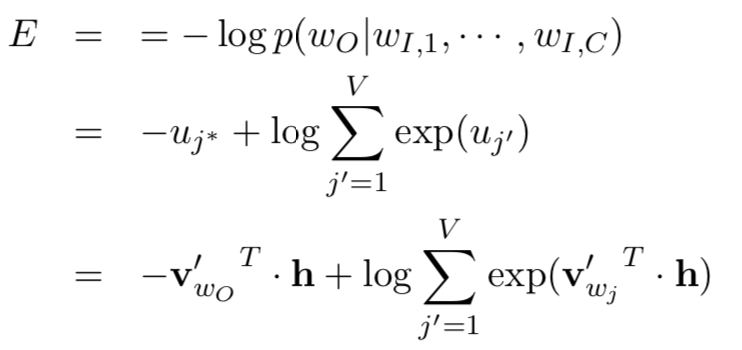 E = = − log p(w_O|w_{I,1}, ⋯ , w_{I,C})
= −u_{j*} + log ∑_{j′=1}^{V} exp(u_{j′})
= −𝐯′_{w_O}^T · 𝐡 + log ∑_{j′=1}^{V} exp(𝐯′_{w_j}^T · 𝐡)